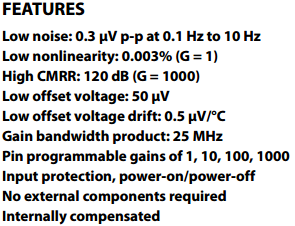 FEATURES
Low noise: 0.3 μV p-p at 0.1 Hz to 10 Hz
Low nonlinearity: 0.003% (G = 1)
High CMRR: 120 dB (G = 1000)
Low offset voltage: 50 μV
Low offset voltage drift: 0.5 μV/°C
Gain bandwidth product: 25 MHz
Pin programmable gains of 1, 10, 100, 1000
Input protection, power-on/power-off
No external components required
Internally compensated